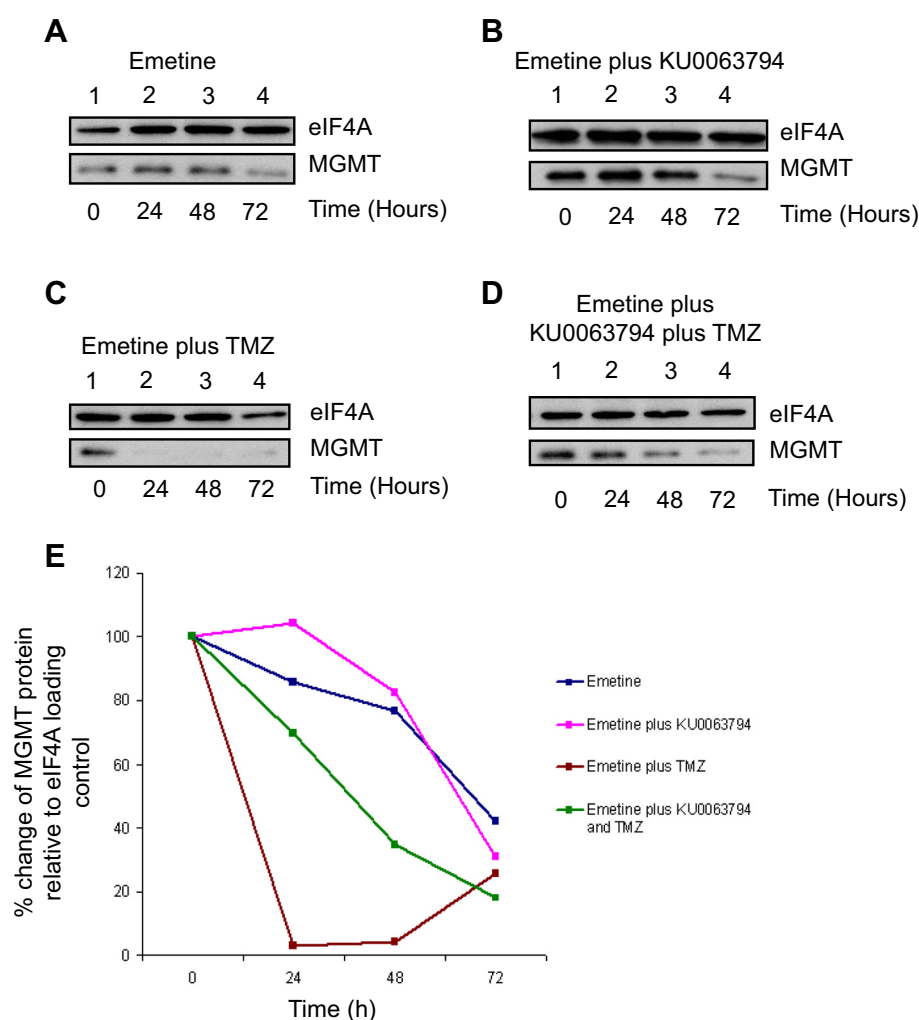 A
Emetine
1 2 3 4
eIF4A
MGMT
0 24 48 72 Time (Hours)
B
Emetine plus KU0063794
1 2 3 4
eIF4A
MGMT
0 24 48 72 Time (Hours)
C
Emetine plus TMZ
1 2 3 4
eIF4A
MGMT
0 24 48 72 Time (Hours)
D
Emetine plus
KU0063794 plus TMZ
1 2 3 4
eIF4A
MGMT
0 24 48 72 Time (Hours)
E
% change of MGMT protein
relative to eIF4A loading
control
120
100
80
60
40
20
0
0 24 48 72
Time (h)
Emetine
Emetine plus KU0063794
Emetine plus TMZ
Emetine plus KU0063794
and TMZ